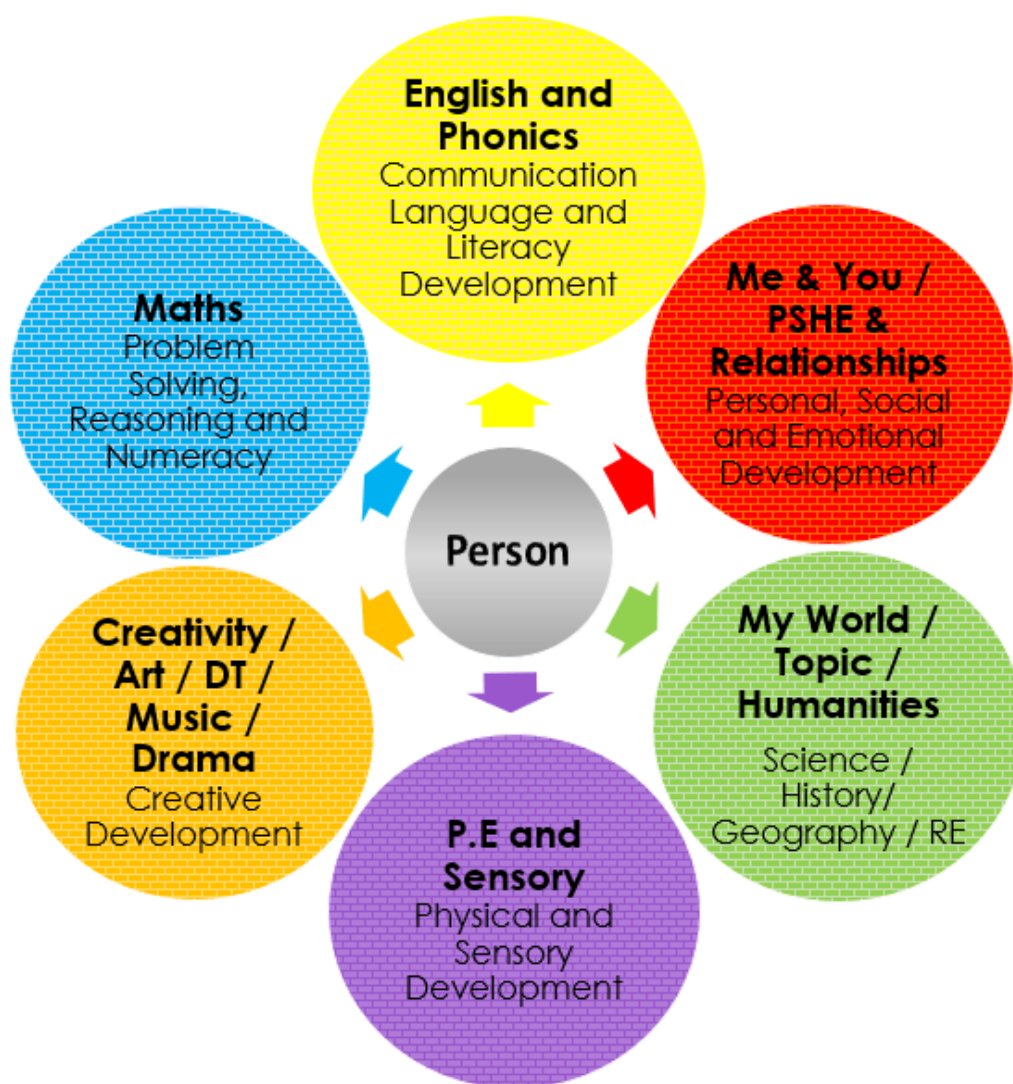 English and
Phonics
Communication
Language and
Literacy
Development
Me & You /
PSHE &
Relationships
Personal, Social
and Emotional
Development
Maths
Problem
Solving,
Reasoning and
Numeracy
Person
My World /
Topic /
Humanities
Science /
History/
Geography / RE
Creativity /
Art / DT /
Music /
Drama
Creative
Development
P.E and
Sensory
Physical and
Sensory
Development